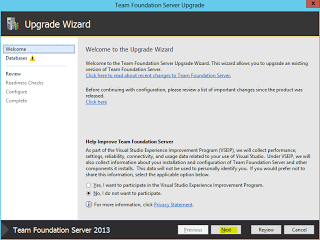 Team Foundation Server Upgrade
Upgrade Wizard
Welcome
Databases
Review
Readiness Checks
Configure
Complete
Welcome to the Upgrade Wizard
Welcome to the Team Foundation Server Upgrade Wizard. This wizard allows you to upgrade an existing
version of Team Foundation Server.
Click here to read about recent changes to Team Foundation Server.
Before continuing with configuration, please review a list of important changes since the product was
released.
Click here
Help Improve Team Foundation Server
As part of the Visual Studio Experience Improvement Program (VSEIP), we will collect performance,
settings, reliability, connectivity, and usage data related to your use of Visual Studio. Under VSEIP, we will
also collect information about your installation and configuration of Team Foundation Server and other
components it installs. This data will not be used to personally identify you. If you would prefer not to
share this information, select the applicable option below.
Yes, I want to participate in the Visual Studio Experience Improvement Program.
No, I do not want to participate.
For more information, click Privacy Statement.
Team Foundation Server 2013
Previous
Next
Review
Cancel